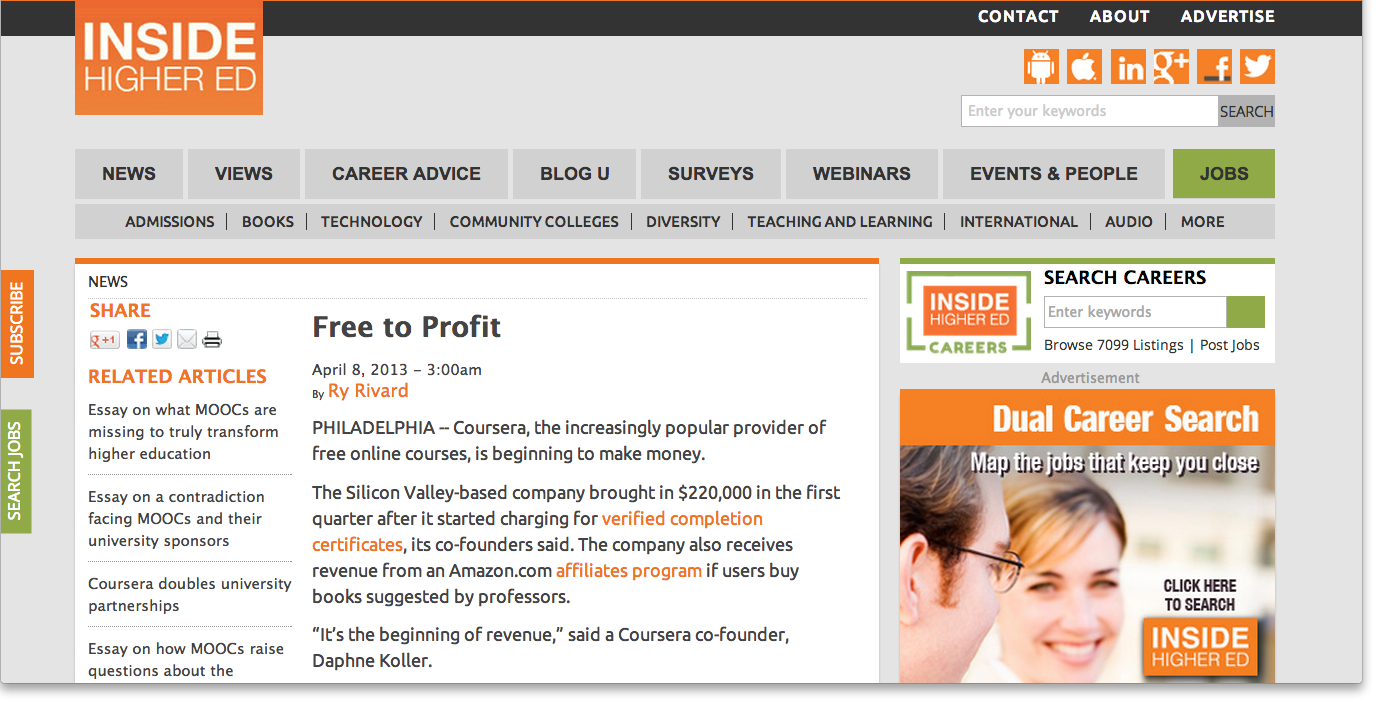 CONTACT ABOUT ADVERTISE
INSIDE
HIGHER ED
in g+ f
Enter your keywords SEARCH
NEWS VIEWS CAREER ADVICE BLOG U SURVEYS WEBINARS EVENTS & PEOPLE JOBS
ADMISSIONS | BOOKS | TECHNOLOGY | COMMUNITY COLLEGES | DIVERSITY | TEACHING AND LEARNING | INTERNATIONAL | AUDIO | MORE
SUBSCRIBE
SEARCH JOBS
NEWS
SHARE
g+1 f
RELATED ARTICLES
Essay on what MOOCs are
missing to truly transform
higher education
Essay on a contradiction
facing MOOCs and their
university sponsors
Coursera doubles university
partnerships
Essay on how MOOCs raise
questions about the
Free to Profit
April 8, 2013 - 3:00am
By Ry Rivard
PHILADELPHIA -- Coursera, the increasingly popular provider of
free online courses, is beginning to make money.
The Silicon Valley-based company brought in $220,000 in the first
quarter after it started charging for verified completion
certificates, its co-founders said. The company also receives
revenue from an Amazon.com affiliates program if users buy
books suggested by professors.
“It’s the beginning of revenue,” said a Coursera co-founder,
Daphne Koller.
INSIDE
HIGHER ED
CAREERS
SEARCH CAREERS
Enter keywords
Browse 7099 Listings | Post Jobs
Advertisement
Dual Career Search
Map the jobs that keep you close
CLICK HERE
TO SEARCH
INSIDE
HIGHER ED